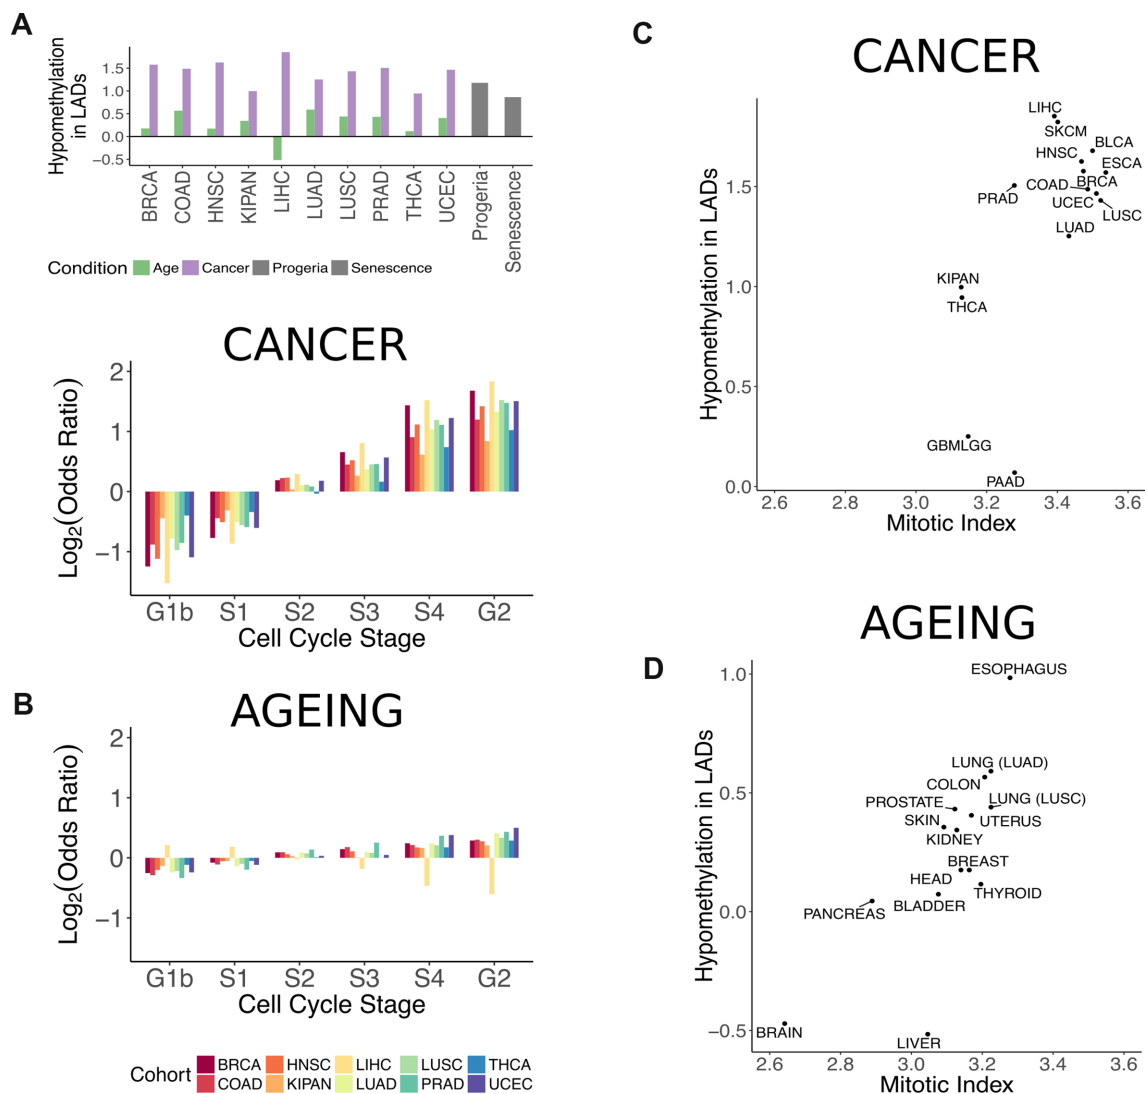 A
Hypomethylation
in LADs
1.5
1.0
0.5
0.0
−0.5
BRCA
COAD
HNSC
KIPAN
LIHC
LUAD
LUSC
PRAD
THCA
UCEC
Progeria
Senescence
Condition Age Cancer Progeria Senescence
CANCER
Log2(Odds Ratio)
2
1
0
−1
G1b S1 S2 S3 S4 G2
Cell Cycle Stage
B
AGEING
Log2(Odds Ratio)
2
1
0
−1
G1b S1 S2 S3 S4 G2
Cell Cycle Stage
Cohort
BRCA HNSC LIHC LUSC THCA
COAD KIPAN LUAD PRAD UCEC
C
CANCER
Hypomethylation in LADs
1.5
1.0
0.5
0.0
LIHC
SKCM
BLCA
HNSC
ESCA
BRCA
COAD
PRAD
UCEC
LUSC
LUAD
KIPAN
THCA
GBMLGG
PAAD
2.6 2.8 3.0 3.2 3.4 3.6
Mitotic Index
AGEING
D
Hypomethylation in LADs
1.0
0.5
0.0
−0.5
ESOPHAGUS
LUNG (LUAD)
COLON
PROSTATE
LUNG (LUSC)
SKIN
UTERUS
KIDNEY
BREAST
HEAD
THYROID
BLADDER
PANCREAS
BRAIN
LIVER
2.6 2.8 3.0 3.2 3.4 3.6
Mitotic Index